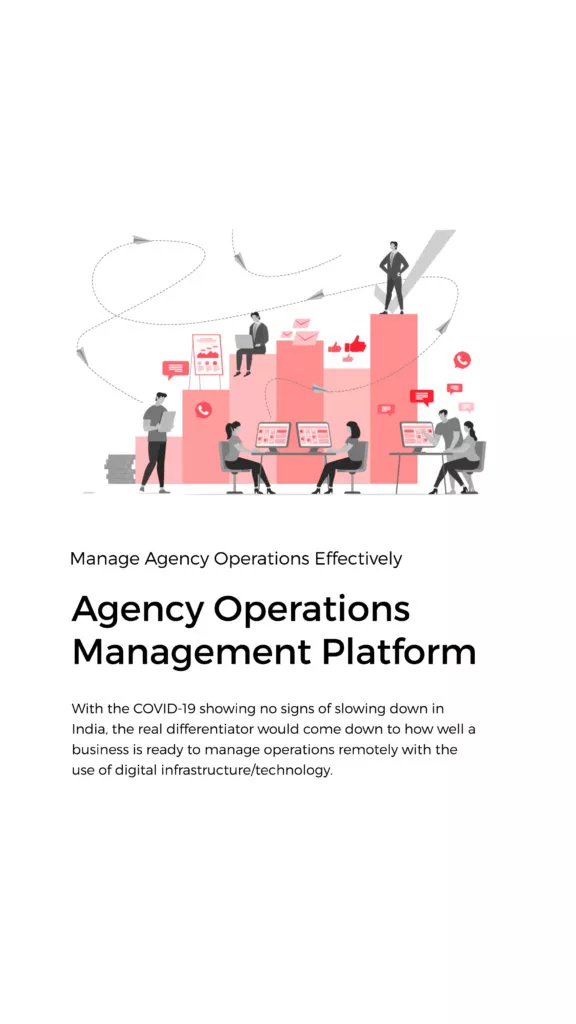 Manage Agency Operations Effectively
Agency Operations
Management Platform
With the COVID-19 showing no signs of slowing down in
India, the real differentiator would come down to how well a
business is ready to manage operations remotely with the
use of digital infrastructure/technology.